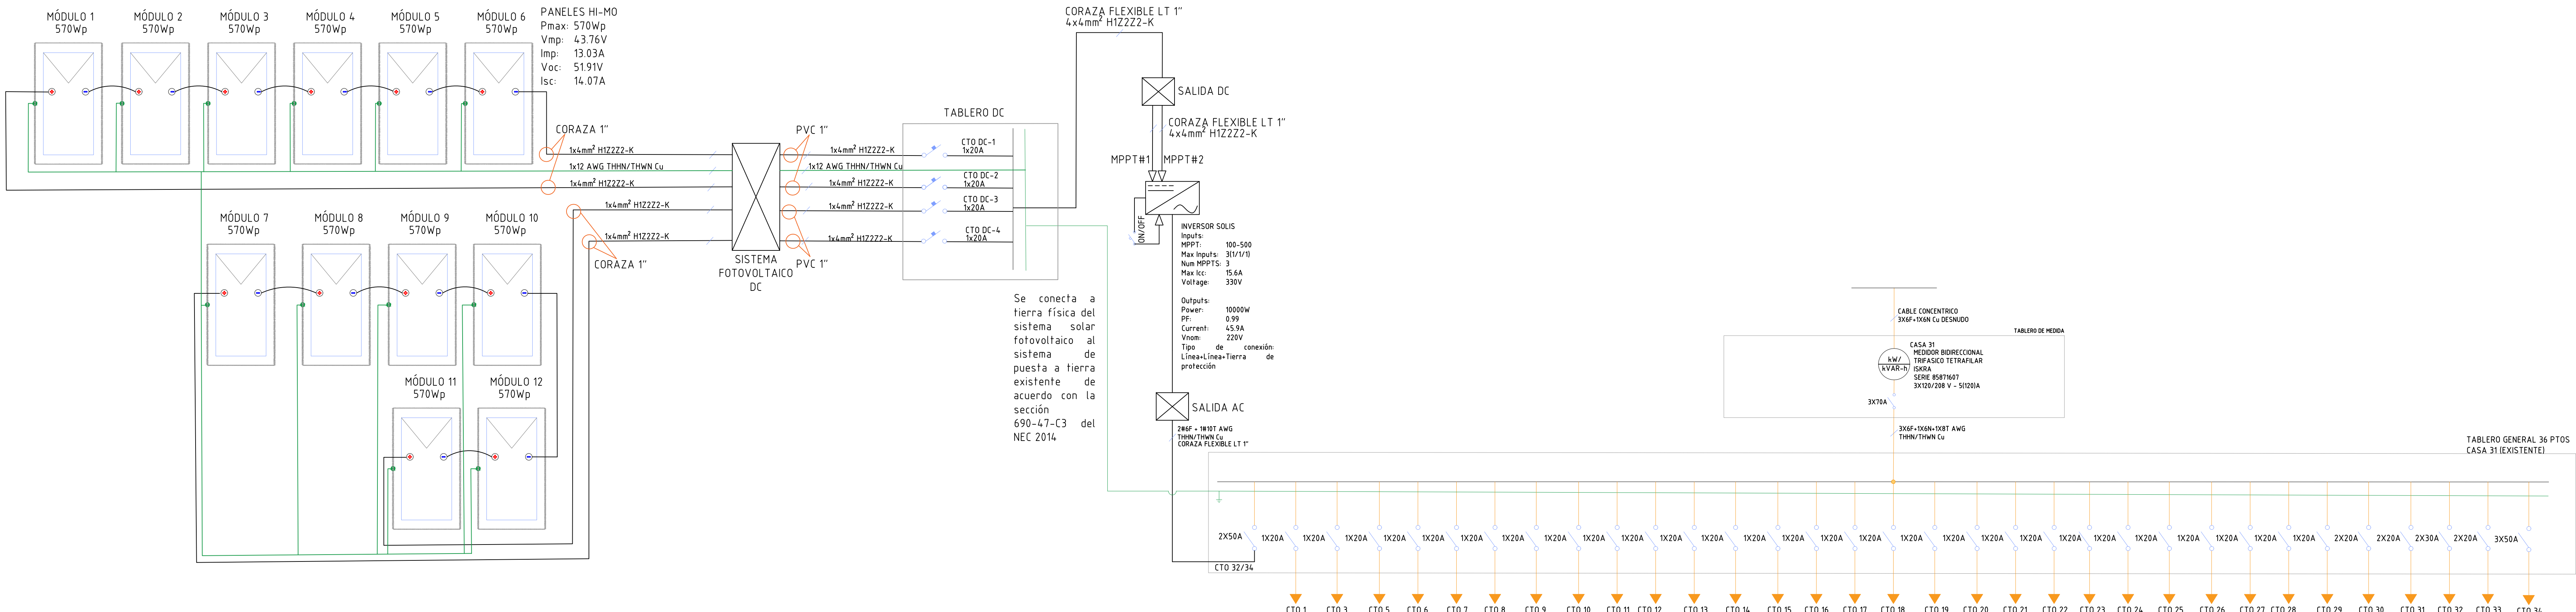 MÓDULO 1
570Wp
MÓDULO 2
570Wp
MÓDULO 3
570Wp
MÓDULO 4
570Wp
MÓDULO 5
570Wp
MÓDULO 6
570Wp
PANELES HI-MO
Pmax: 570Wp
Vmp: 43.76V
Imp: 13.03A
Voc: 51.91V
Isc: 14.07A
CORAZA 1"
1x4mm² H1Z2Z2-K
1x12 AWG THHN/THWN Cu
1x4mm² H1Z2Z2-K
1x4mm² H1Z2Z2-K
1x4mm² H1Z2Z2-K
CORAZA 1"
SISTEMA
FOTOVOLTAICO
DC
PVC 1"
1x4mm² H1Z2Z2-K
1x12 AWG THHN/THWN Cu
1x4mm² H1Z2Z2-K
1x4mm² H1Z2Z2-K
1x4mm² H1Z2Z2-K
PVC 1"
TABLERO DC
CTO DC-1
1x20A
CTO DC-2
1x20A
CTO DC-3
1x20A
CTO DC-4
1x20A
MÓDULO 7
570Wp
MÓDULO 8
570Wp
MÓDULO 9
570Wp
MÓDULO 10
570Wp
MÓDULO 11
570Wp
MÓDULO 12
570Wp
Se conecta a
tierra física del
sistema solar
fotovoltaico al
sistema de
puesta a tierra
existente de
acuerdo con la
sección
690-47-C3 del
NEC 2014
CORAZA FLEXIBLE LT 1"
4x4mm² H1Z2Z2-K
SALIDA DC
CORAZA FLEXIBLE LT 1"
4x4mm² H1Z2Z2-K
MPPT#1
MPPT#2
ON/OFF
INVERSOR SOLIS
Inputs:
MPPT: 100-500
Max Inputs: 3(1/1/1)
Num MPPTS: 3
Max Icc: 15.6A
Voltage: 330V
Outputs:
Power: 10000W
PF: 0.99
Current: 45.9A
Vnom: 220V
Tipo de conexión:
Línea+Línea+Tierra de
protección
SALIDA AC
2#6F + 1#10T AWG
THHN/THWN Cu
CORAZA FLEXIBLE LT 1"
CABLE CONCENTRICO
3X6F+1X6N Cu DESNUDO
TABLERO DE MEDIDA
kW/
kVAR-h
CASA 31
MEDIDOR BIDIRECCIONAL
TRIFASICO TETRAFILAR
ISKRA
SERIE 85871607
3X120/208 V - 5(120)A
3X70A
3X6F+1X6N+1X8T AWG
THHN/THWN Cu
TABLERO GENERAL 36 PTOS
CASA 31 (EXISTENTE)
2X50A 1X20A 1X20A 1X20A 1X20A 1X20A 1X20A 1X20A 1X20A 1X20A 1X20A 1X20A 1X20A 1X20A 1X20A 1X20A 1X20A 1X20A 1X20A 1X20A 1X20A 1X20A 1X20A 1X20A 1X20A 1X20A 1X20A 1X20A 2X20A 2X20A 2X30A 2X20A 3X50A
CTO 32/34
CTO 1 CTO 3 CTO 5 CTO 6 CTO 7 CTO 8 CTO 9 CTO 10 CTO 11 CTO 12 CTO 13 CTO 14 CTO 15 CTO 16 CTO 17 CTO 18 CTO 19 CTO 20 CTO 21 CTO 22 CTO 23 CTO 24 CTO 25 CTO 26 CTO 27 CTO 28 CTO 29 CTO 30 CTO 31 CTO 32 CTO 33 CTO 34